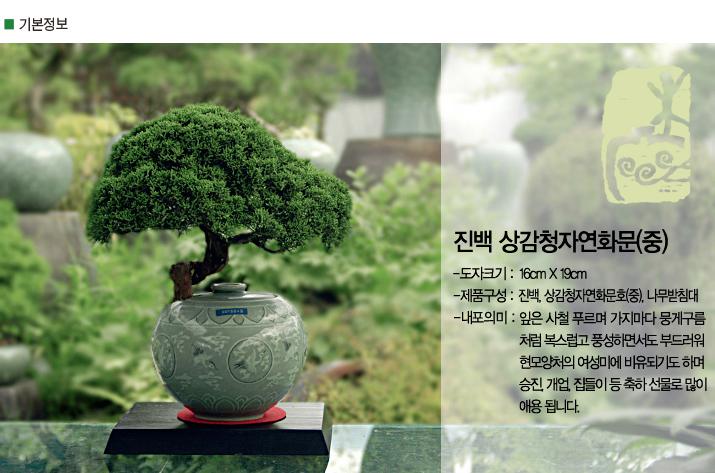 기본정보
진백 상감청자연화문(중)
-도자크기 : 16cm X 19cm
-제품구성 : 진백, 상감청자연화문호(중), 나무받침대
-내포의미 : 잎은 사철 푸르며 가지마다 뭉게구름
처럼 복스럽고 풍성하면서도 부드러워
현모양처의 여성미에 비유되기도 하며
승진, 개업, 집들이 등 축하 선물로 많이
애용 됩니다.